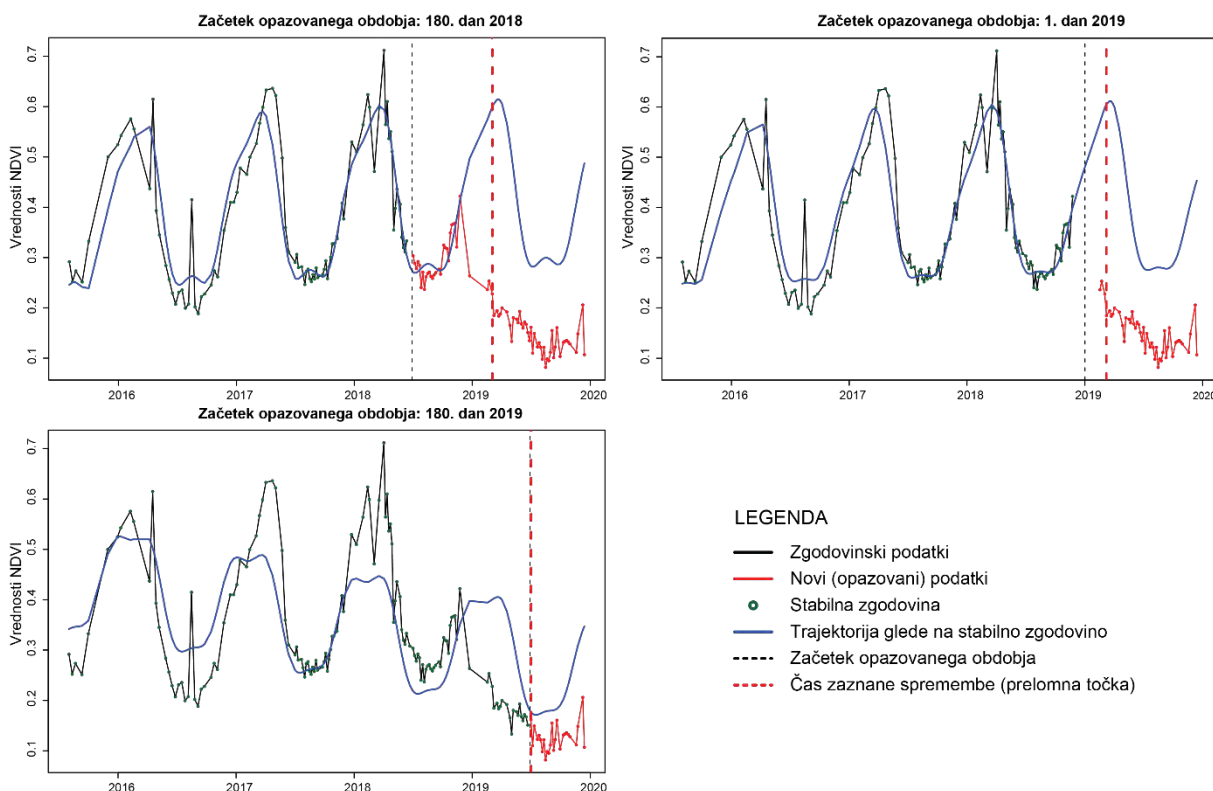 Začetek opazovanega obdobja: 180. dan 2018
Vrednosti NDVI
0.7
0.6
0.5
0.4
0.3
0.2
0.1
2016 2017 2018 2019 2020
Začetek opazovanega obdobja: 1. dan 2019
Vrednosti NDVI
0.7
0.6
0.5
0.4
0.3
0.2
0.1
2016 2017 2018 2019 2020
Začetek opazovanega obdobja: 180. dan 2019
Vrednosti NDVI
0.7
0.6
0.5
0.4
0.3
0.2
0.1
2016 2017 2018 2019 2020
LEGENDA
Zgodovinski podatki
Novi (opazovani) podatki
Stabilna zgodovina
Trajektorija glede na stabilno zgodovino
Začetek opazovanega obdobja
Čas zaznane spremembe (prelomna točka)